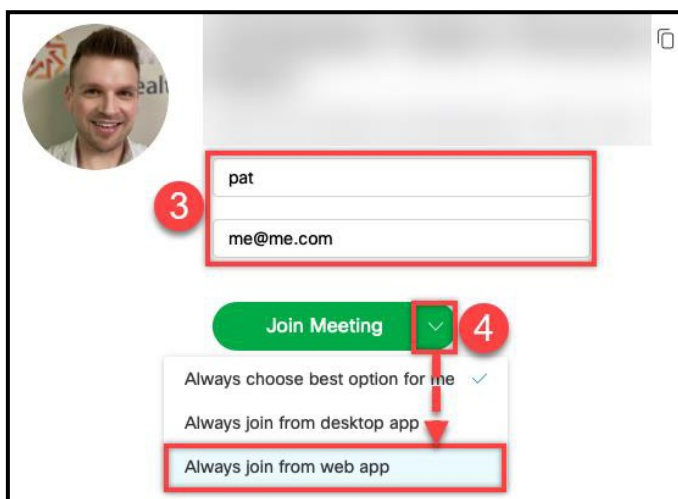 ealt
3
pat
me@me.com
Join Meeting
4
Always choose best option for me
Always join from desktop app
Always join from web app